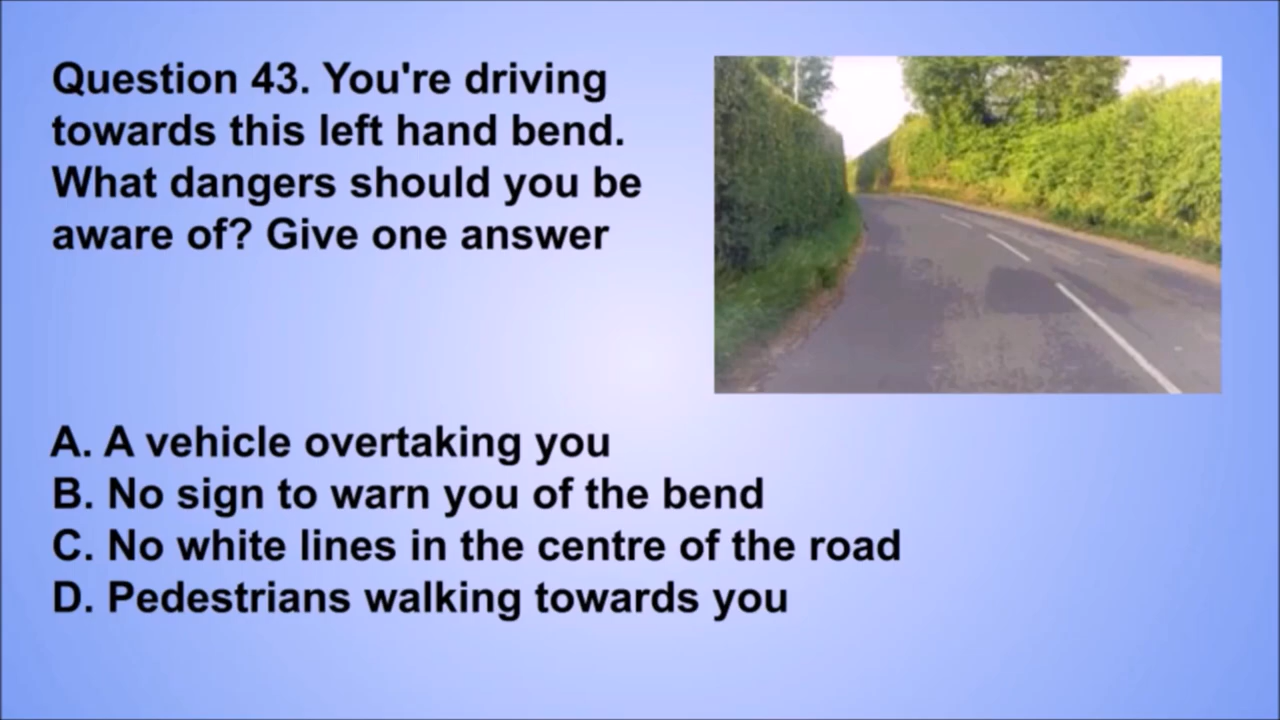 Question 43. You're driving
towards this left hand bend.
What dangers should you be
aware of? Give one answer
A. A vehicle overtaking you
B. No sign to warn you of the bend
C. No white lines in the centre of the road
D. Pedestrians walking towards you